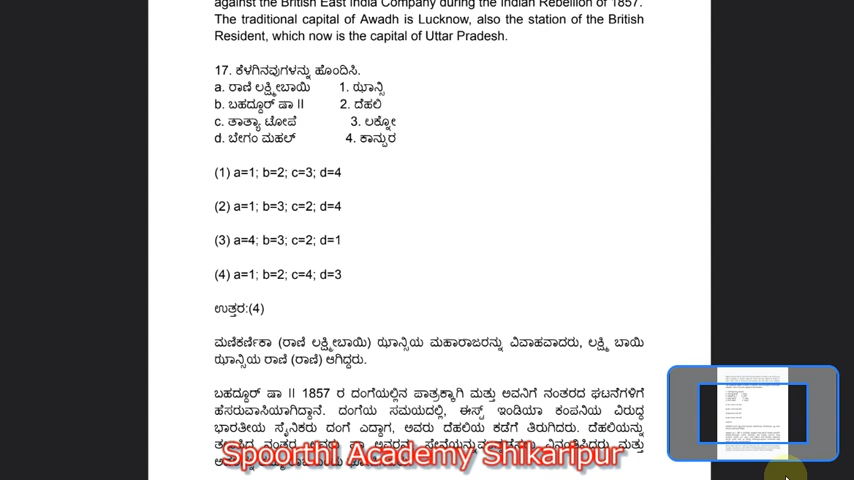 against the British East India Company during the Indian Rebellion of 1857.
The traditional capital of Awadh is Lucknow, also the station of the British
Resident, which now is the capital of Uttar Pradesh.
17. ಕೆಳಗಿನವುಗಳನ್ನು ಹೊಂದಿಸಿ.
a. ರಾಣಿ ಲಕ್ಷ್ಮೀಬಾಯಿ 1. ಝಾನ್ಸಿ
b. ಬಹದ್ದೂರ್ ಷಾ II 2. ದೆಹಲಿ
c. ತಾತ್ಯಾ ಟೋಪೆ 3. ಲಕ್ನೋ
d. ಬೇಗಂ ಮಹಲ್ 4. ಕಾನ್ಪುರ
(1) a=1; b=2; c=3; d=4
(2) a=1; b=3; c=2; d=4
(3) a=4; b=3; c=2; d=1
(4) a=1; b=2; c=4; d=3
ಉತ್ತರ:(4)
ಮಣಿಕರ್ಣಿಕಾ (ರಾಣಿ ಲಕ್ಷ್ಮೀಬಾಯಿ) ಝಾನ್ಸಿಯ ಮಹಾರಾಜರನ್ನು ವಿವಾಹವಾದರು, ಲಕ್ಷ್ಮಿ ಬಾಯಿ
ಝಾನ್ಸಿಯ ರಾಣಿ (ರಾಣಿ) ಆಗಿದ್ದರು.
ಬಹದ್ದೂರ್ ಷಾ II 1857 ರ ದಂಗೆಯಲ್ಲಿನ ಪಾತ್ರಕ್ಕಾಗಿ ಮತ್ತು ಅವನಿಗೆ ನಂತರದ ಘಟನೆಗಳಿಗೆ
ಹೆಸರುವಾಸಿಯಾಗಿದ್ದಾನೆ. ದಂಗೆಯ ಸಮಯದಲ್ಲಿ, ಈಸ್ಟ್ ಇಂಡಿಯಾ ಕಂಪನಿಯ ವಿರುದ್ಧ
ಭಾರತೀಯ ಸೈನಿಕರು ದಂಗೆ ಎದ್ದಾಗ, ಅವರು ದೆಹಲಿಯ ಕಡೆಗೆ ತಿರುಗಿದರು. ದೆಹಲಿಯನ್ನು
ನಂತರ ಮತ್ತು
Spoorthi Academy Shikaripur